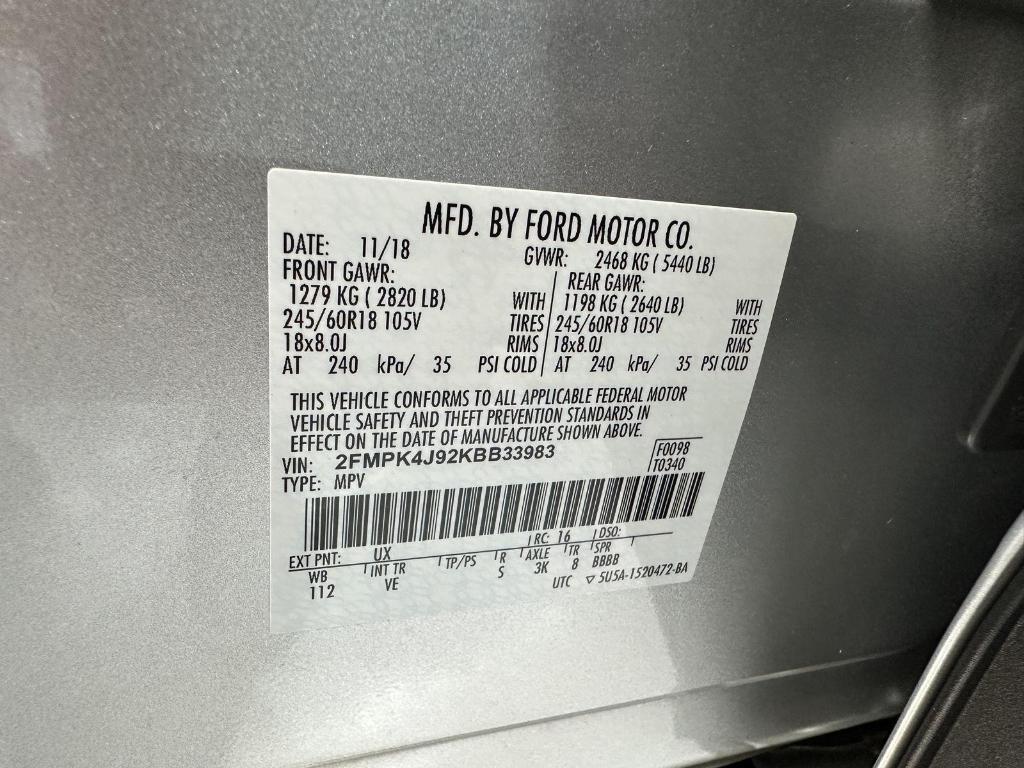 MFD. BY FORD MOTOR CO.
DATE: 11/18 GVWR: 2468 KG ( 5440 LB)
FRONT GAWR: REAR GAWR:
1279 KG ( 2820 LB) WITH 1198 KG ( 2640 LB) WITH
245/60R18 105V TIRES 245/60R18 105V TIRES
18x8.0J RIMS 18x8.0J RIMS
AT 240 kPa/ 35 PSI COLD AT 240 kPa/ 35 PSI COLD
THIS VEHICLE CONFORMS TO ALL APPLICABLE FEDERAL MOTOR
VEHICLE SAFETY AND THEFT PREVENTION STANDARDS IN
EFFECT ON THE DATE OF MANUFACTURE SHOWN ABOVE.
VIN: 2FMPK4J92KBB33983 F0098
TYPE: MPV T0340
EXT PNT: UX RC: 16 DSO:
WB INT TR TP/PS R AXLE TR SPR
112 VE S 3K 8 BBBB
UTC ▽ 5U5A-1520472-BA